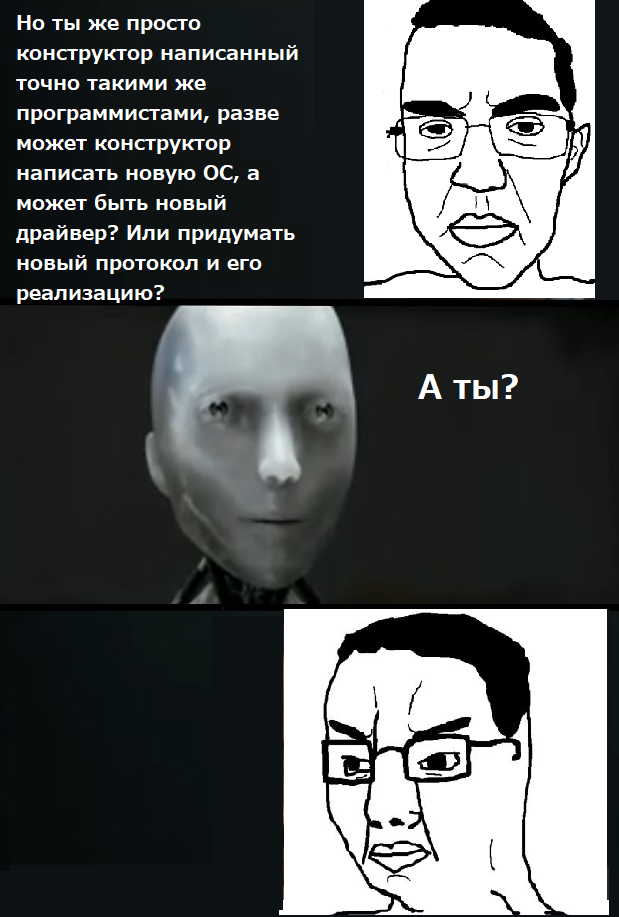 Но ты же просто
конструктор написанный
точно такими же
программистами, разве
может конструктор
написать новую ОС, а
может быть новый
драйвер? Или придумать
новый протокол и его
реализацию?
А ты?